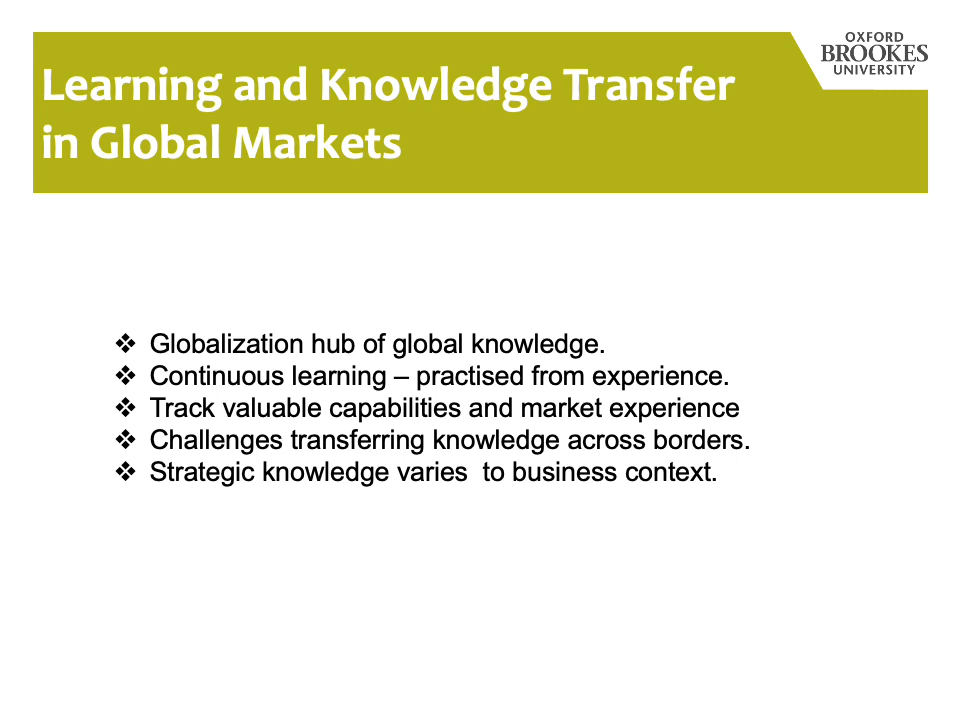 OXFORD
BROOKES
UNIVERSITY
Learning and Knowledge Transfer
in Global Markets
❖ Globalization hub of global knowledge.
❖ Continuous learning – practised from experience.
❖ Track valuable capabilities and market experience
❖ Challenges transferring knowledge across borders.
❖ Strategic knowledge varies  to business context.